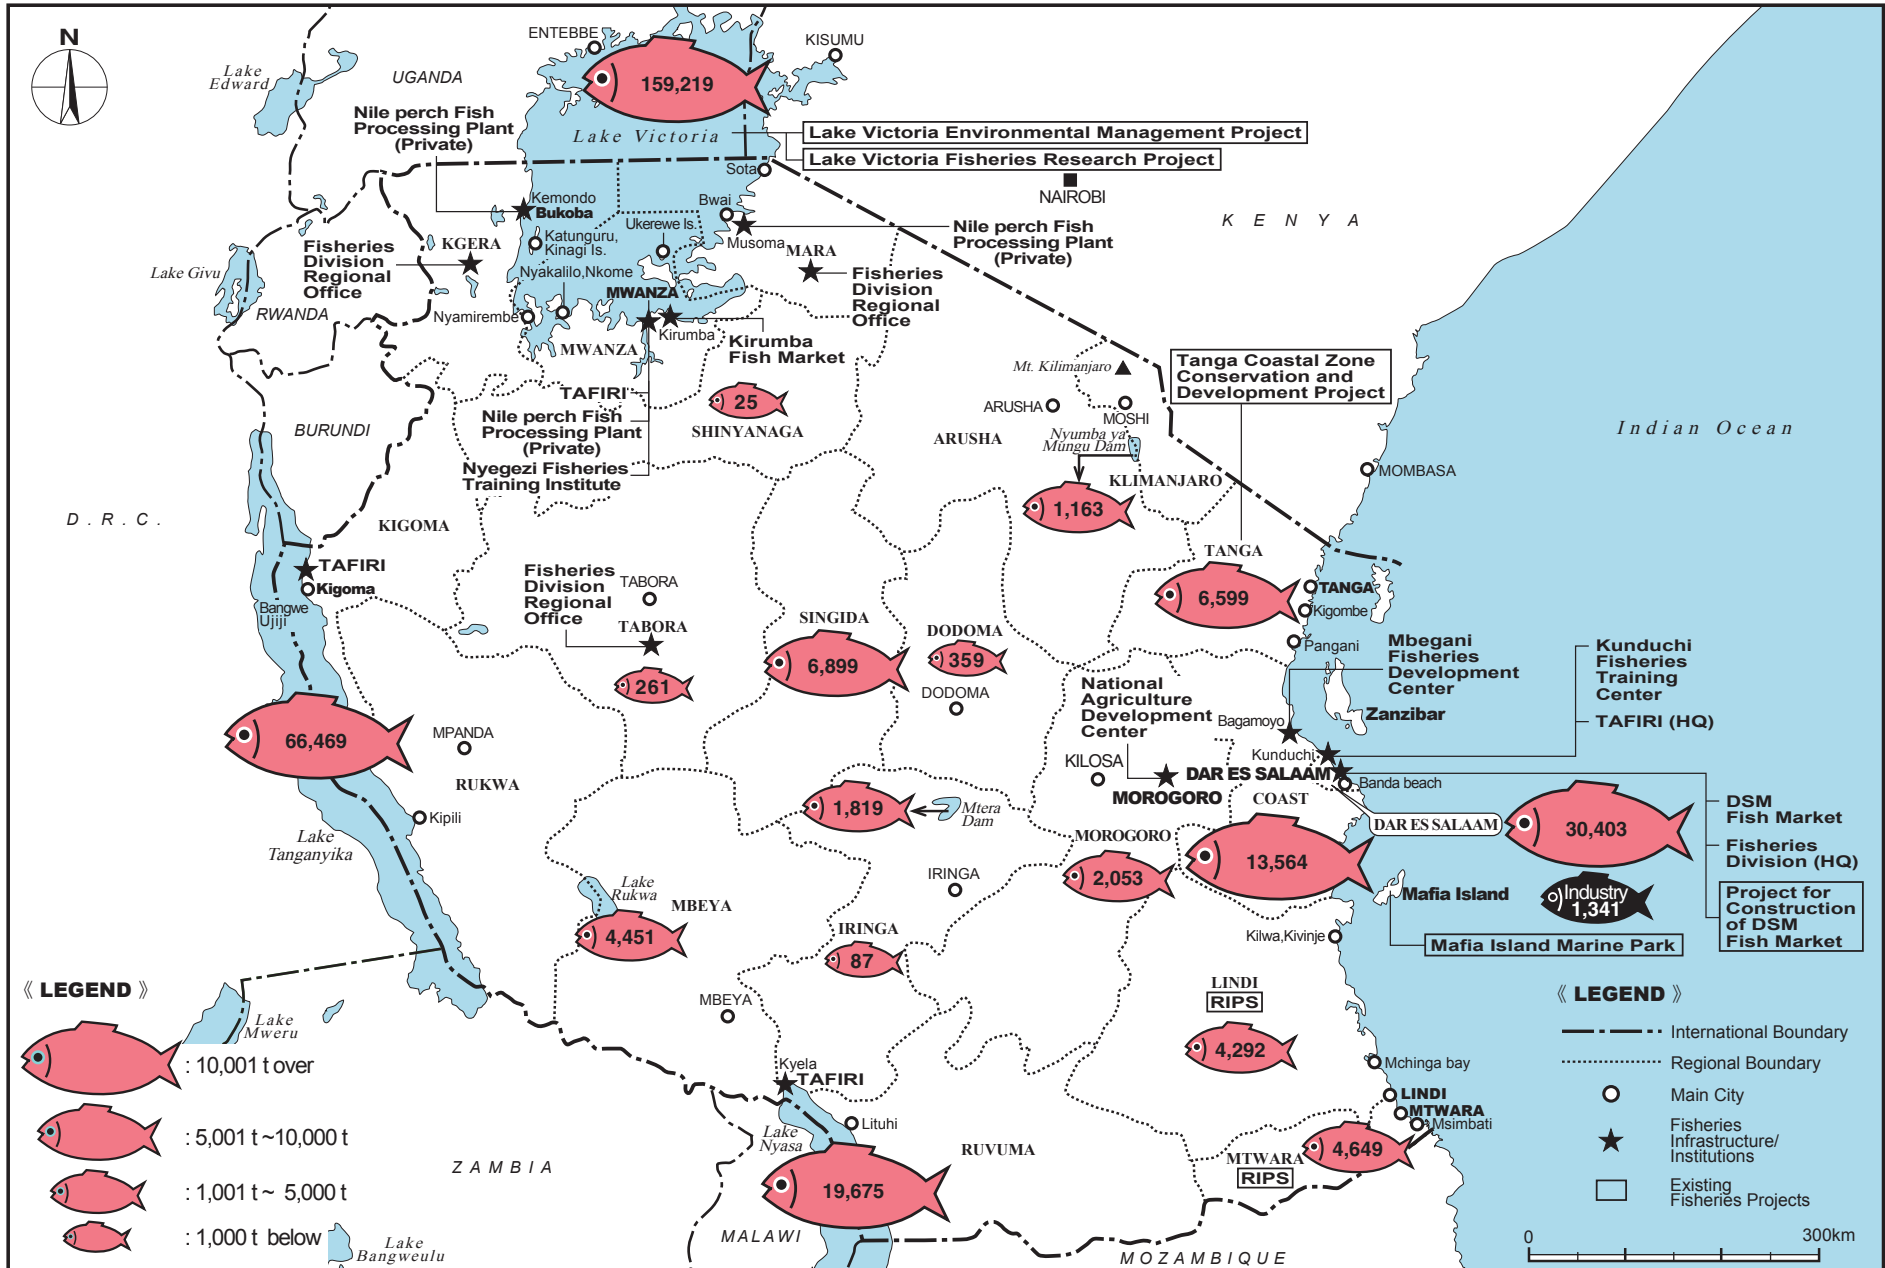 N
ENTEBBE
KISUMU
Lake
Edward
UGANDA
159,219
Nile perch Fish
Processing Plant
(Private)
Lake Victoria
Lake Victoria Environmental Management Project
Lake Victoria Fisheries Research Project
Sota
NAIROBI
KENYA
Kemondo
Bukoba
Bwai
Ukerewe Is.
Musoma
Nile perch Fish
Processing Plant
(Private)
Fisheries
Division
Regional
Office
KGERA
Katunguru,
Kinagi Is.
MARA
Lake Givu
Nyakalilo,Nkome
Fisheries
Division
Regional
Office
MWANZA
RWANDA
Nyamirembe
Kirumba
Kirumba
Fish Market
MWANZA
Tanga Coastal Zone
Conservation and
Development Project
Mt. Kilimanjaro
TAFIRI
25
ARUSHA
MOSHI
Nile perch Fish
Processing Plant
(Private)
SHINYANAGA
BURUNDI
ARUSHA
Nyumba ya
Mungu Dam
Indian Ocean
Nyegezi Fisheries
Training Institute
MOMBASA
KLIMANJARO
D.R.C.
KIGOMA
1,163
TANGA
TAFIRI
Kigoma
Bangwe
Ujiji
Fisheries
Division
Regional
Office
TABORA
TABORA
6,599
TANGA
Kigombe
SINGIDA
DODOMA
Pangani
Mbegani
Fisheries
Development
Center
Kunduchi
Fisheries
Training
Center
TAFIRI (HQ)
6,899
359
261
DODOMA
National
Agriculture
Development
Center
Zanzibar
Bagamoyo
66,469
MPANDA
Kunduchi
KILOSA
DAR ES SALAAM
Banda beach
RUKWA
MOROGORO
COAST
1,819
Mtera
Dam
DAR ES SALAAM
30,403
DSM
Fish Market
Kipili
MOROGORO
Lake
Tanganyika
13,564
Fisheries
Division (HQ)
IRINGA
2,053
Industry
1,341
Project for
Construction
of DSM
Fish Market
Lake
Rukwa
MBEYA
Mafia Island
4,451
IRINGA
Kilwa,Kivinje
Mafia Island Marine Park
87
LINDI
RIPS
MBEYA
Lake
Mweru
4,292
Kyela
TAFIRI
Mchinga bay
LINDI
MTWARA
Msimbati
Lituhi
Lake
Nyasa
RUVUMA
4,649
MTWARA
RIPS
ZAMBIA
19,675
MALAWI
MOZAMBIQUE
Lake
Bangweulu
《 LEGEND 》
: 10,001 t over
: 5,001 t ~10,000 t
: 1,001 t ~ 5,000 t
: 1,000 t below
《 LEGEND 》
International Boundary
Regional Boundary
Main City
Fisheries
Infrastructure/
Institutions
Existing
Fisheries Projects
0
300km